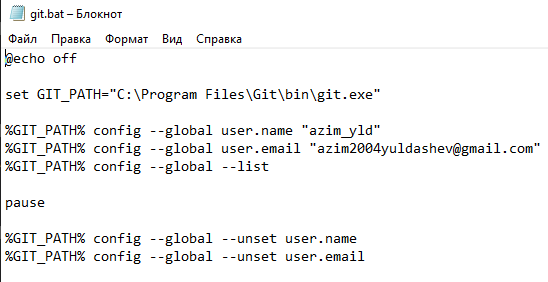 git.bat – Блокнот
Файл Правка Формат Вид Справка
@echo off
set GIT_PATH="C:\Program Files\Git\bin\git.exe"
%GIT_PATH% config --global user.name "azim_yld"
%GIT_PATH% config --global user.email "azim2004yuldashev@gmail.com"
%GIT_PATH% config --global --list
pause
%GIT_PATH% config --global --unset user.name
%GIT_PATH% config --global --unset user.email